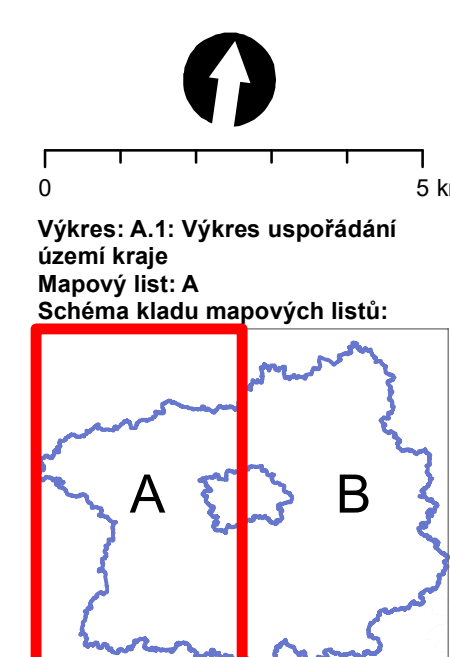 0 5 k
Výkres: A.1: Výkres uspořádání
území kraje
Mapový list: A
Schéma kladu mapových listů:
A B